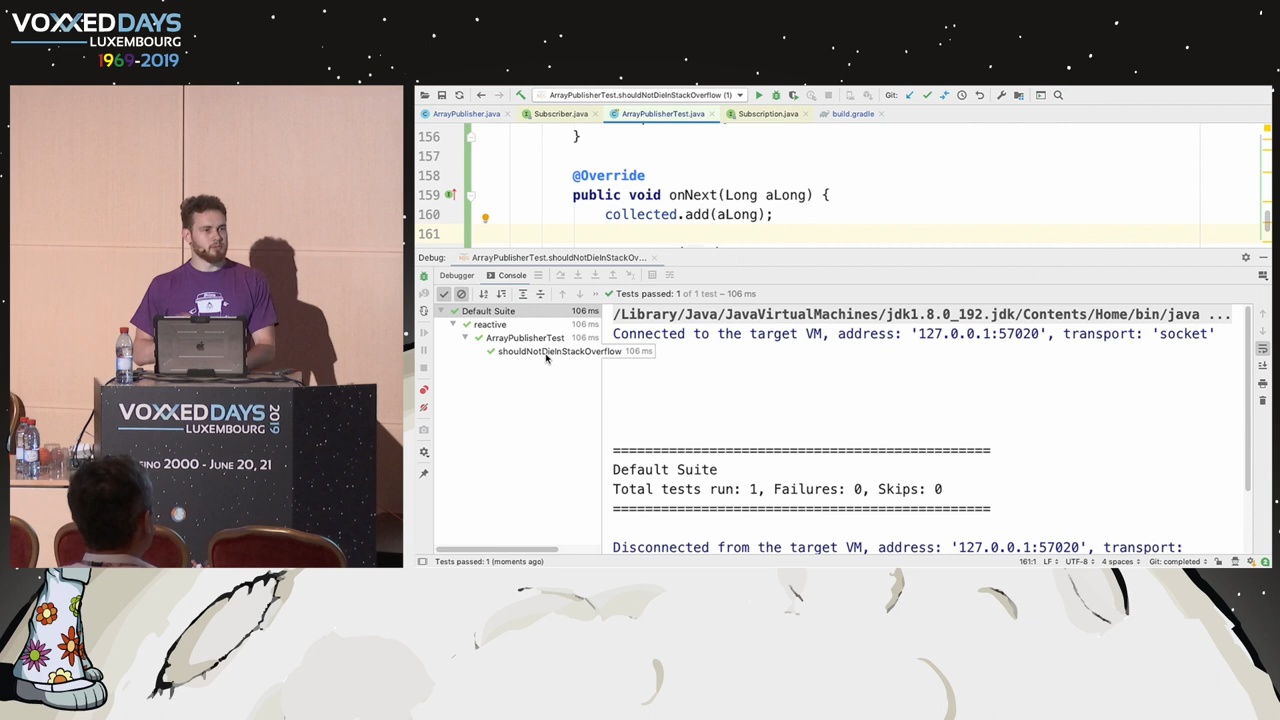 VOXXEDDAYS
LUXEMBOURG
1969-2019
VOXXEDDAYS 2019
LUXEMBOURG
SINO 2000 - JUNE 20, 21
ArrayPublisherTest.shouldNotDieInStackOverflow (1)
Git:
ArrayPublisher.java
Subscriber.java
ArrayPublisherTest.java
Subscription.java
build.gradle
156 }
157
158 @Override
159 public void onNext(Long aLong) {
160 collected.add(aLong);
161
Debug: ArrayPublisherTest.shouldNotDieInStackOv...
Debugger
Console
Tests passed: 1 of 1 test – 106 ms
Default Suite 106 ms
reactive 106 ms
ArrayPublisherTest 106 ms
shouldNotDieInStackOverflow 106 ms
/Library/Java/JavaVirtualMachines/jdk1.8.0_192.jdk/Contents/Home/bin/java ...
Connected to the target VM, address: '127.0.0.1:57020', transport: 'socket'
===============================================
Default Suite
Total tests run: 1, Failures: 0, Skips: 0
===============================================
Disconnected from the target VM, address: '127.0.0.1:57020', transport:
Tests passed: 1 (moments ago)
161:1 LF UTF-8 4 spaces Git: completed